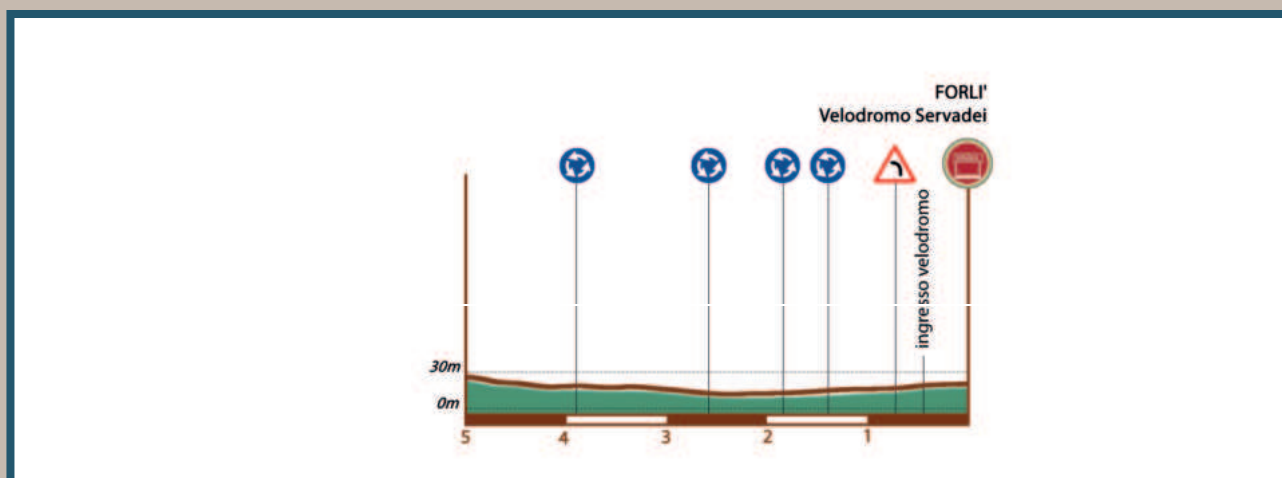 FORLI'
Velodromo Servadei
ingresso velodromo
30m
0m
5 4 3 2 1